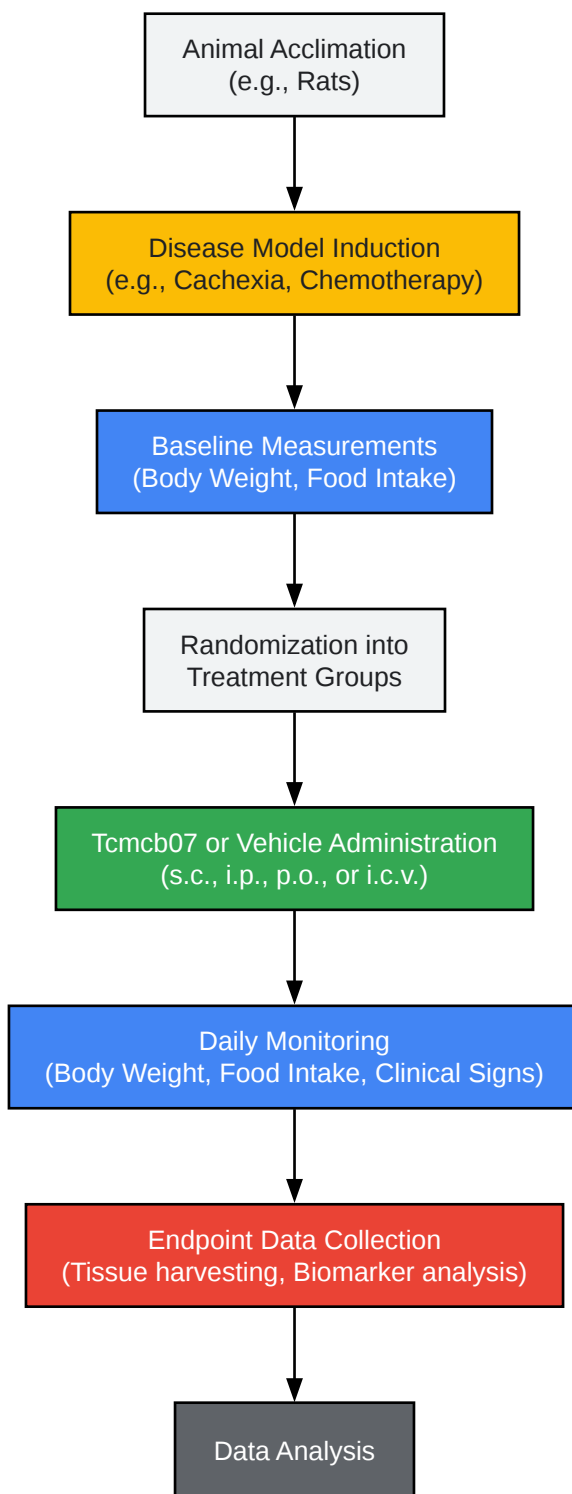 Animal Acclimation
(e.g., Rats)
Disease Model Induction
(e.g., Cachexia, Chemotherapy)
Baseline Measurements
(Body Weight, Food Intake)
Randomization into
Treatment Groups
Tcmcb07 or Vehicle Administration
(s.c., i.p., p.o., or i.c.v.)
Daily Monitoring
(Body Weight, Food Intake, Clinical Signs)
Endpoint Data Collection
(Tissue harvesting, Biomarker analysis)
Data Analysis